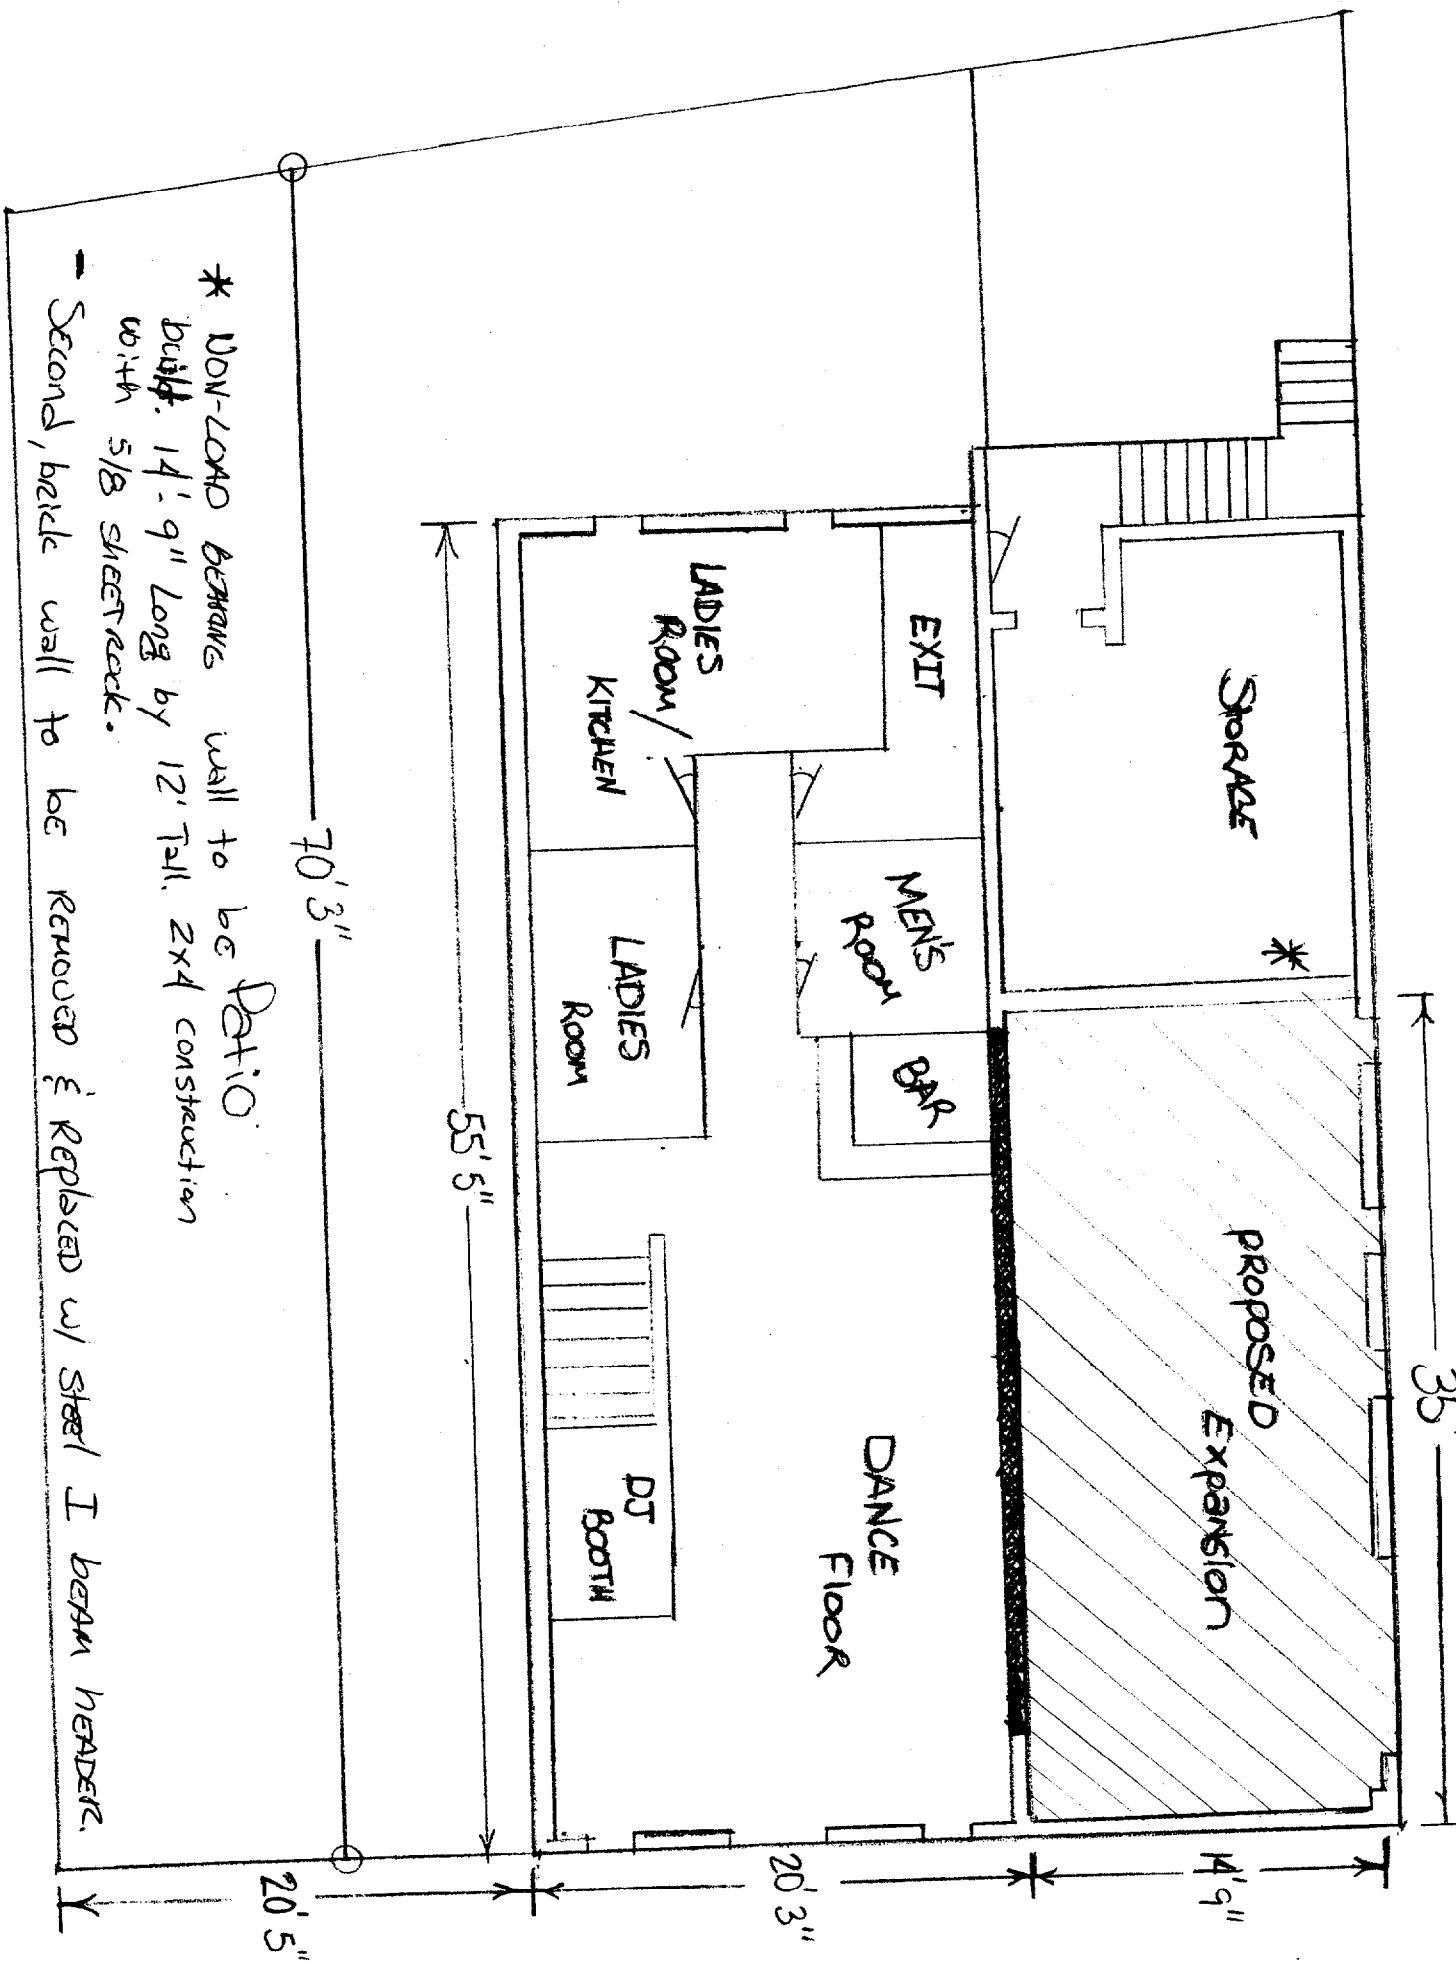 35'
STORAGE
*
PROPOSED
Expansion
14'9"
EXIT
MEN'S
ROOM
BAR
DANCE
FlOOR
LADIES
ROOM/
KITCHEN
LADIES
ROOM
DJ
BOOTH
20'3"
55'5"
70'3"
20'5"
Patio
* NON-LOAD BEARING wall to be
built. 14'-9" Long by 12' Tall. 2x4 construction
with 5/8 SHEETROCK.
- Second, brick wall to be REMOVED & REplacED w/ Steel I bEAM hEADER.